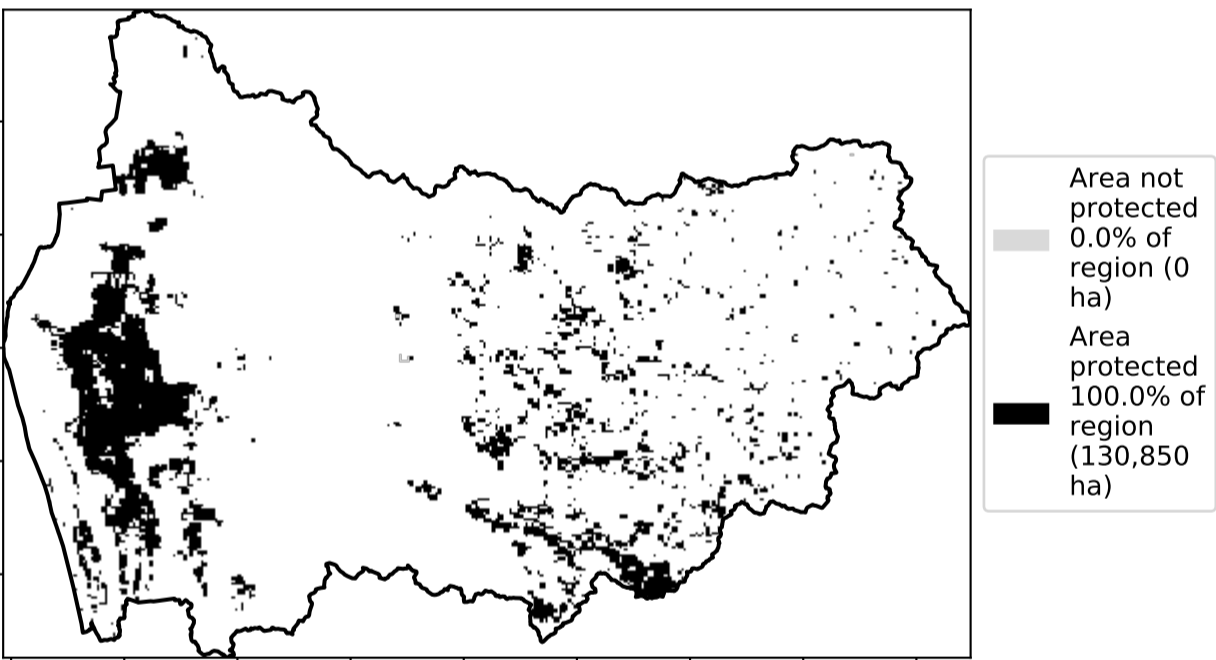 Area not
protected
0.0% of
region (0
ha)
Area
protected
100.0% of
region
(130,850
ha)